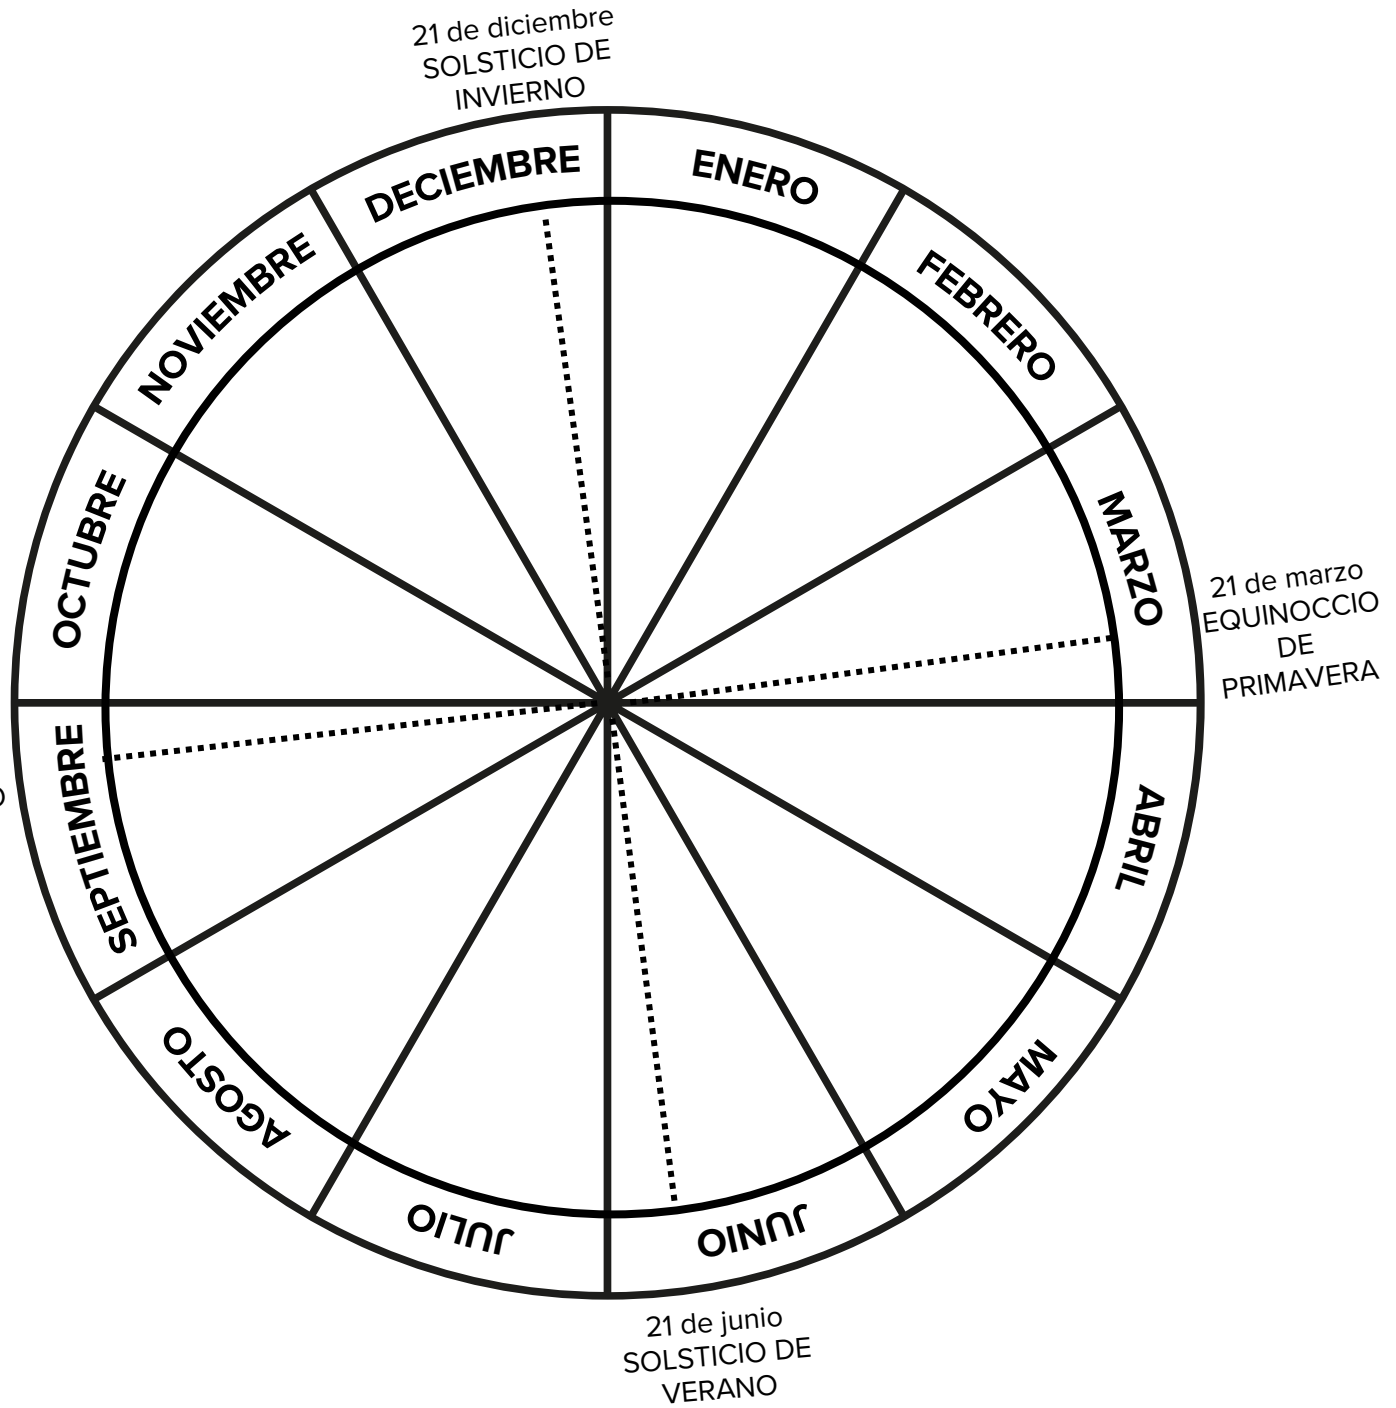 21 de diciembre
SOLSTICIO DE
INVIERNO
ENERO
FEBRERO
MARZO
21 de marzo
EQUINOCCIO
DE
PRIMAVERA
ABRIL
MAYO
JUNIO
21 de junio
SOLSTICIO DE
VERANO
JULIO
AGOSTO
SEPTIEMBRE
OCTUBRE
NOVIEMBRE
DECIEMBRE